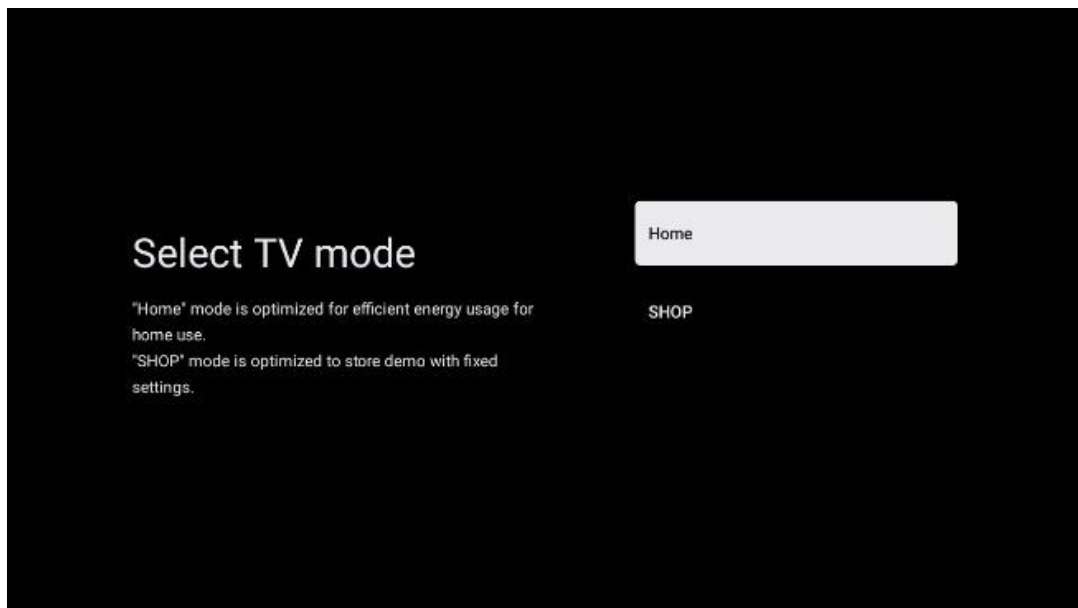 Select TV mode
"Home" mode is optimized for efficient energy usage for
home use.
"SHOP" mode is optimized to store demo with fixed
settings.
Home
SHOP